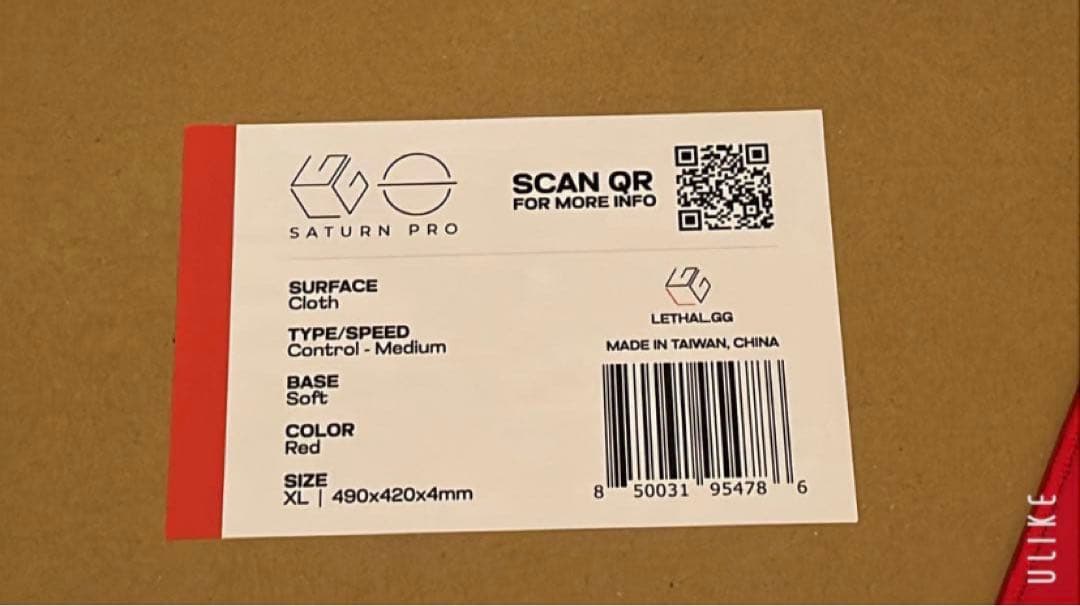 SATURN PRO
SCAN QR
FOR MORE INFO
SURFACE
Cloth
TYPE/SPEED
Control - Medium
BASE
Soft
COLOR
Red
SIZE
XL | 490x420x4mm
LETHAL.GG
MADE IN TAIWAN, CHINA
8 50031 95478 6
ULIKE